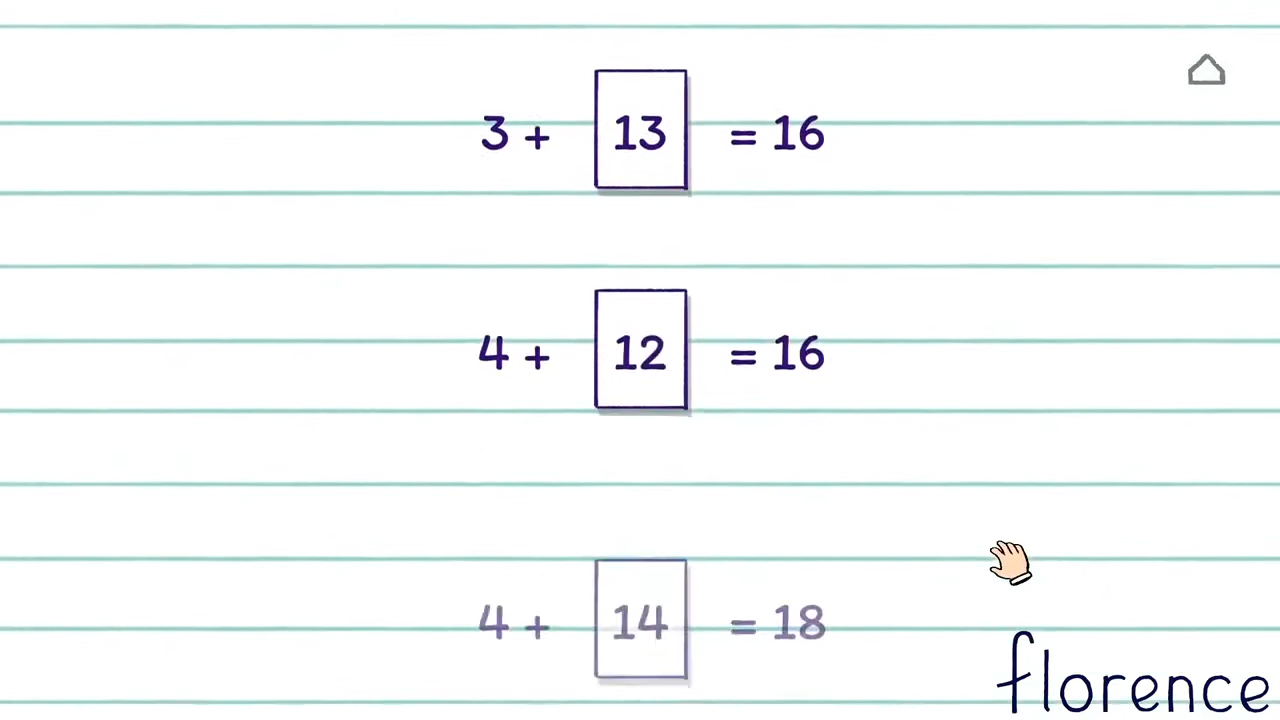 3 + 13 = 16
4 + 12 = 16
4 + 14 = 18
florence